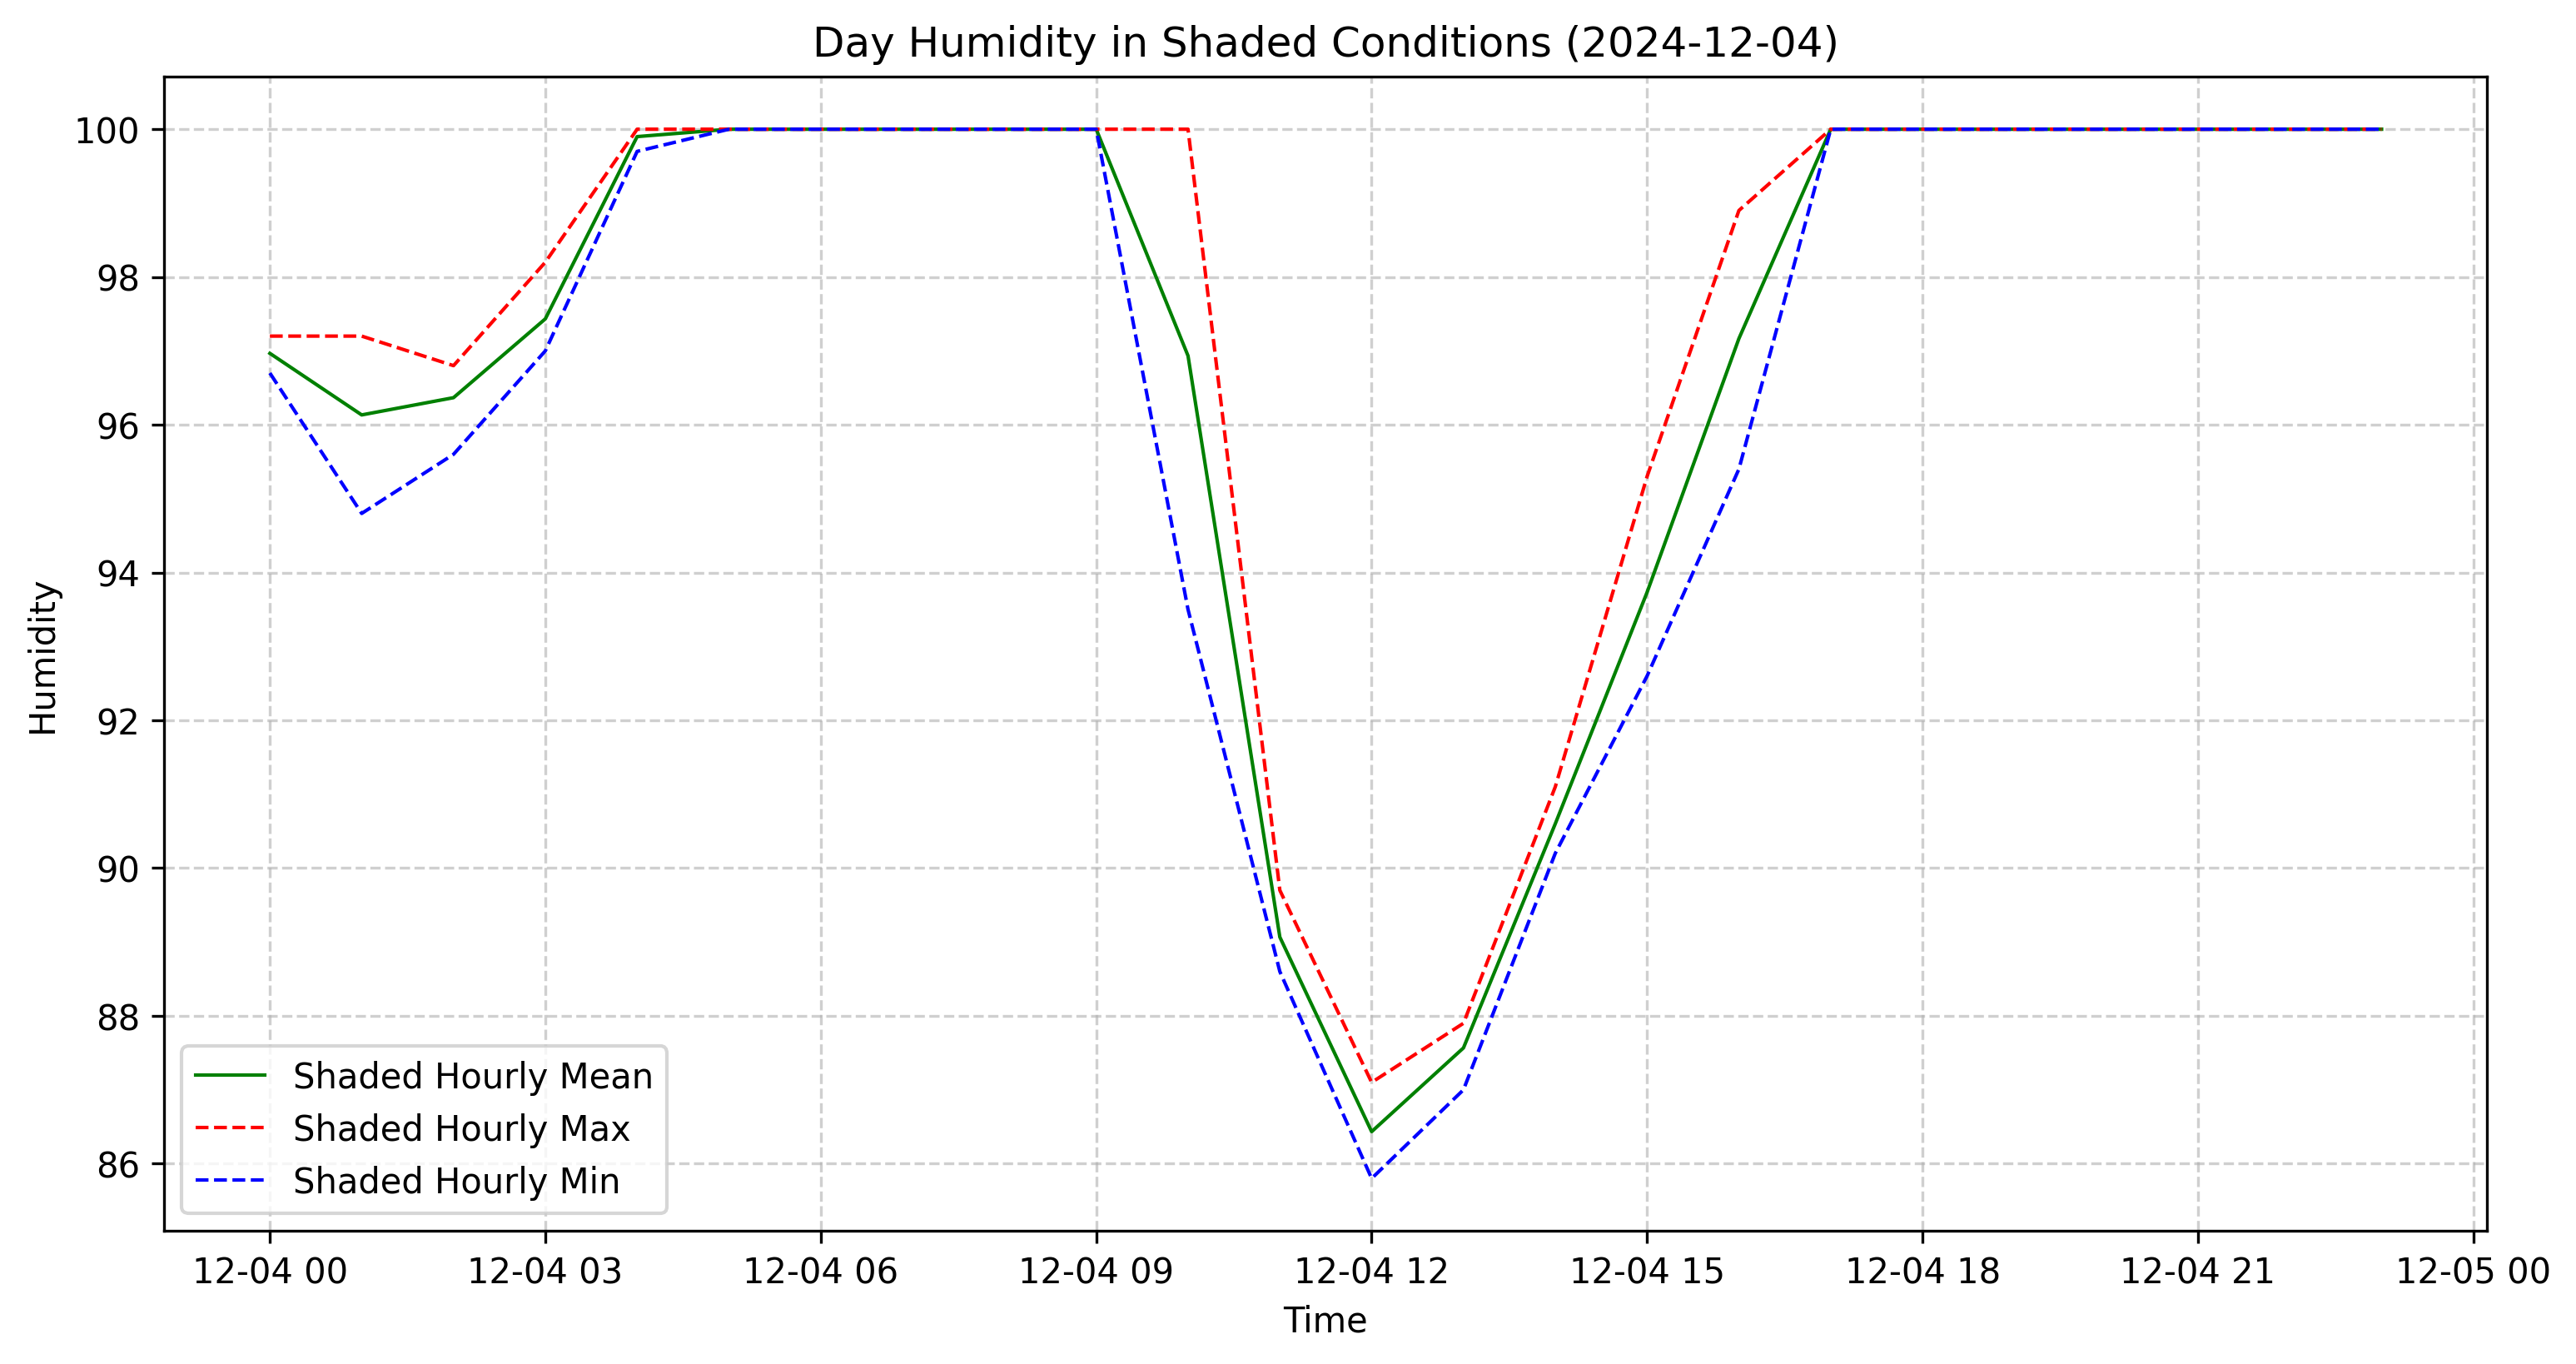 Day Humidity in Shaded Conditions (2024-12-04)
100
98
96
94
92
90
88
86
Humidity
Shaded Hourly Mean
Shaded Hourly Max
Shaded Hourly Min
12-04 00 12-04 03 12-04 06 12-04 09 12-04 12 12-04 15 12-04 18 12-04 21 12-05 00
Time